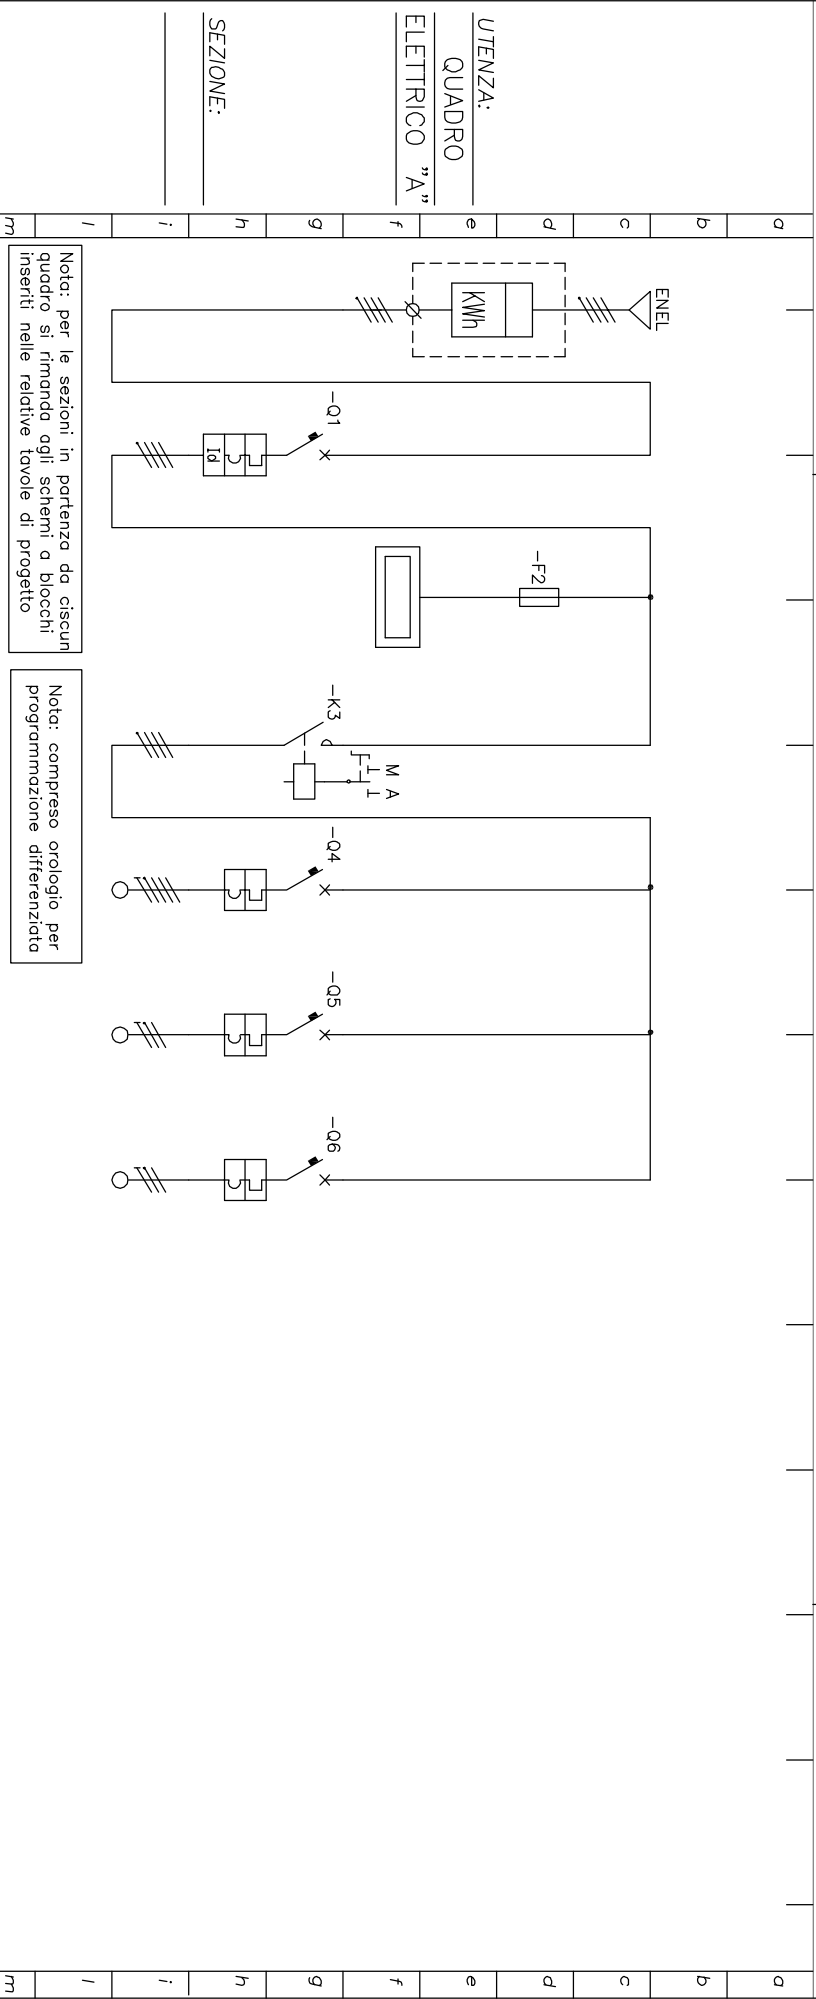 UTENZA:
QUADRO
ELETTRICO "A"
SEZIONE:
a
b
c
d
e
f
g
h
i
l
m
ENEL
KWh
-Q1
Id
-F2
-K3
M A
-Q4
-Q5
-Q6
Nota: per le sezioni in partenza da ciscun
quadro si rimanda agli schemi a blocchi
inseriti nelle relative tavole di progetto
Nota: compreso orologio per
programmazione differenziata
a
b
c
d
e
f
g
h
i
l
m